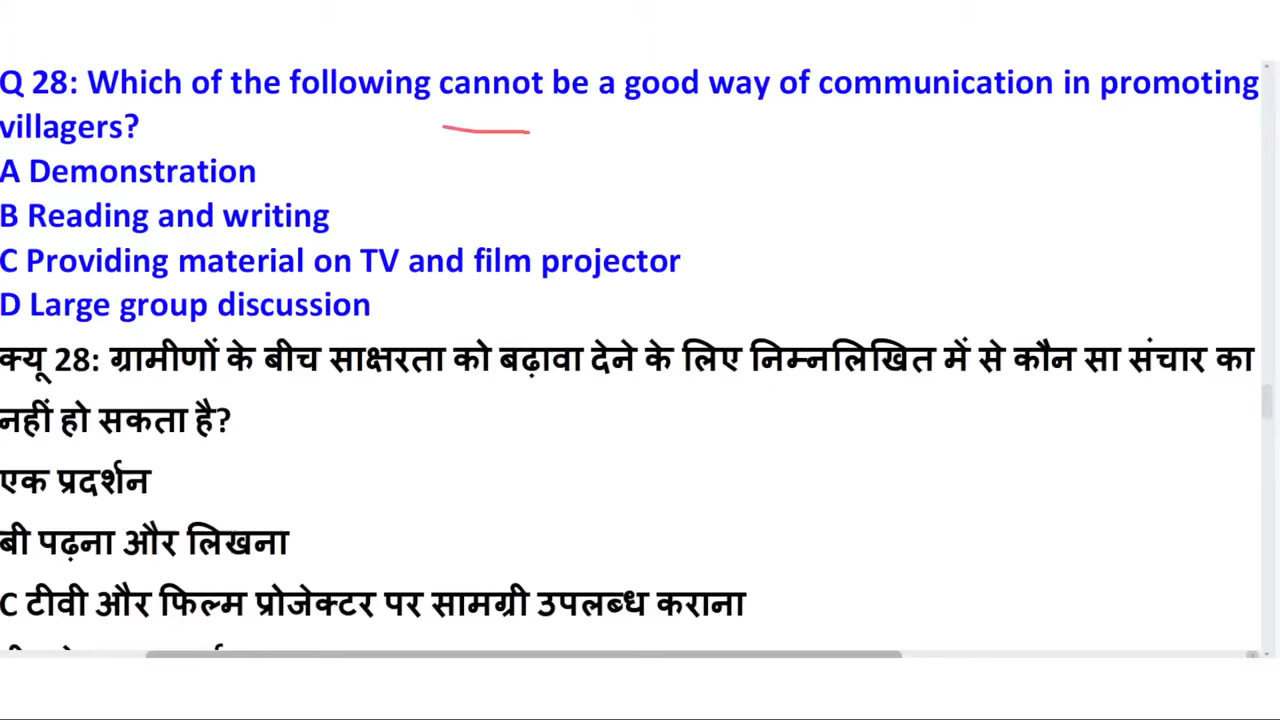 Q 28: Which of the following cannot be a good way of communication in promoting
villagers?
A Demonstration
B Reading and writing
C Providing material on TV and film projector
D Large group discussion
क्यू 28: ग्रामीणों के बीच साक्षरता को बढ़ावा देने के लिए निम्नलिखित में से कौन सा संचार का
नहीं हो सकता है?
एक प्रदर्शन
बी पढ़ना और लिखना
C टीवी और फिल्म प्रोजेक्टर पर सामग्री उपलब्ध कराना